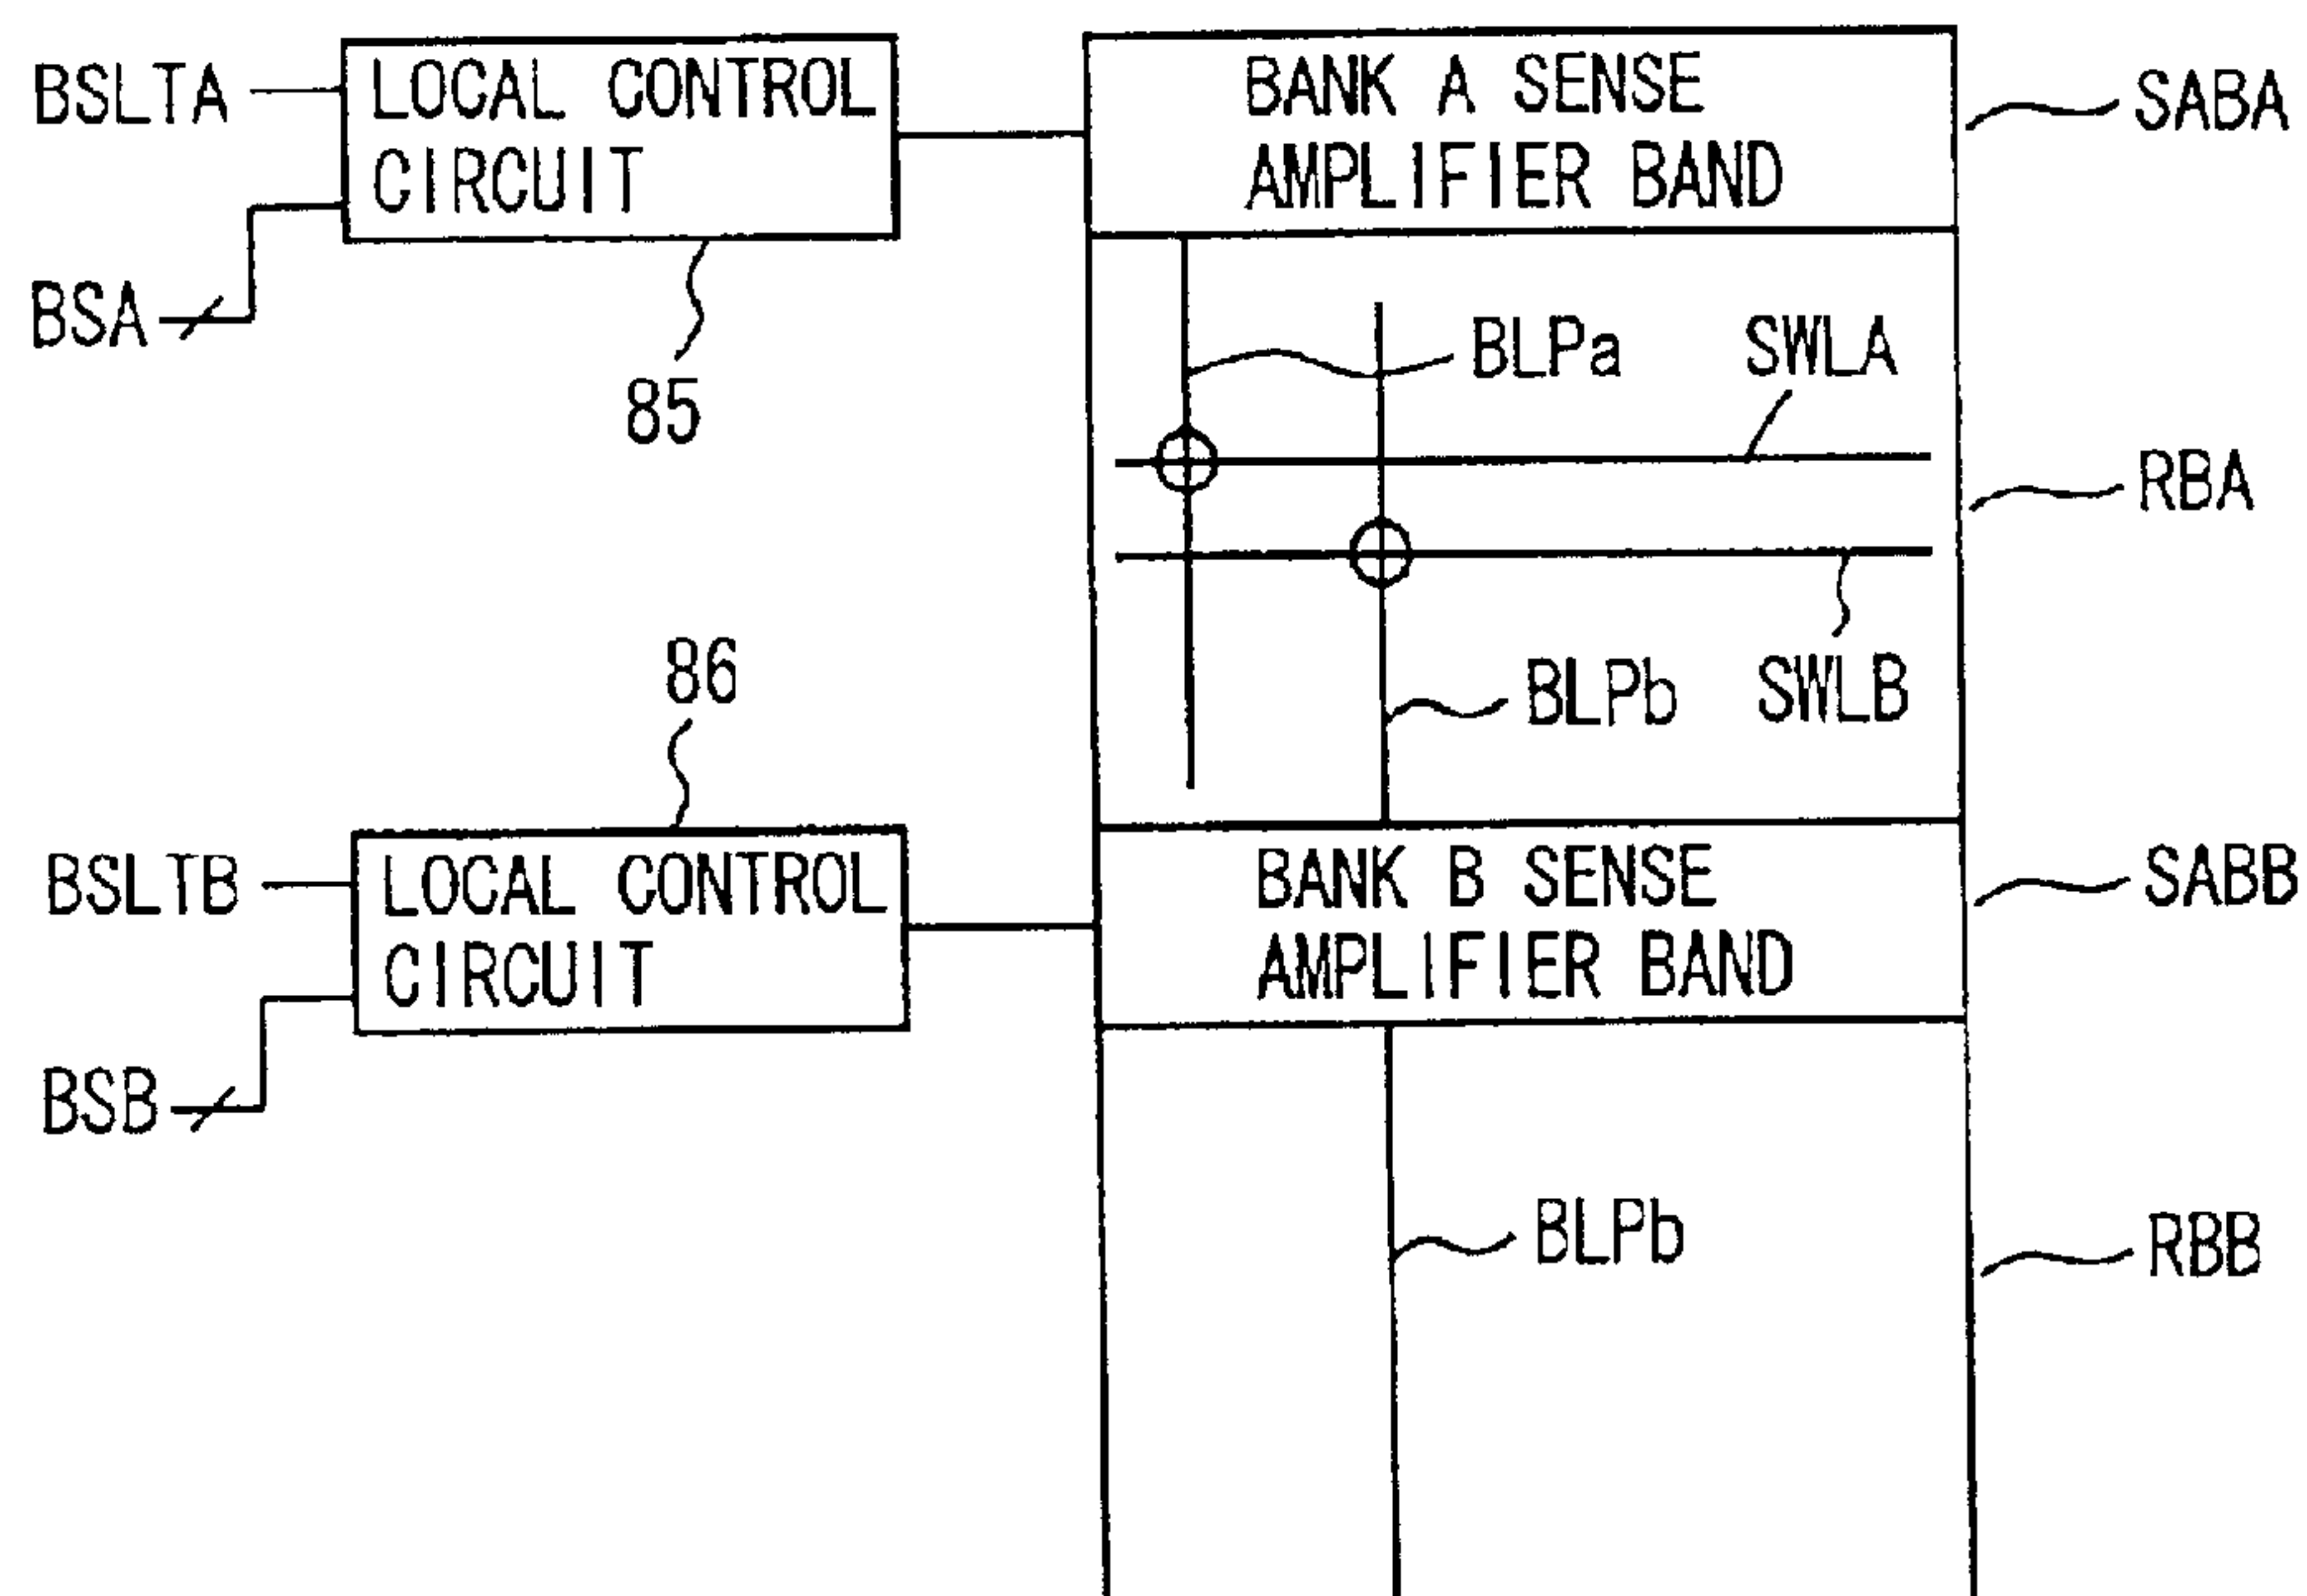 BSLTA
LOCAL CONTROL
CIRCUIT
BANK A SENSE
AMPLIFIER BAND
SABA
BSA
85
BLPa
SWLA
RBA
86
BLPb
SWLB
BSLTB
LOCAL CONTROL
CIRCUIT
BANK B SENSE
AMPLIFIER BAND
SABB
BSB
BLPb
RBB